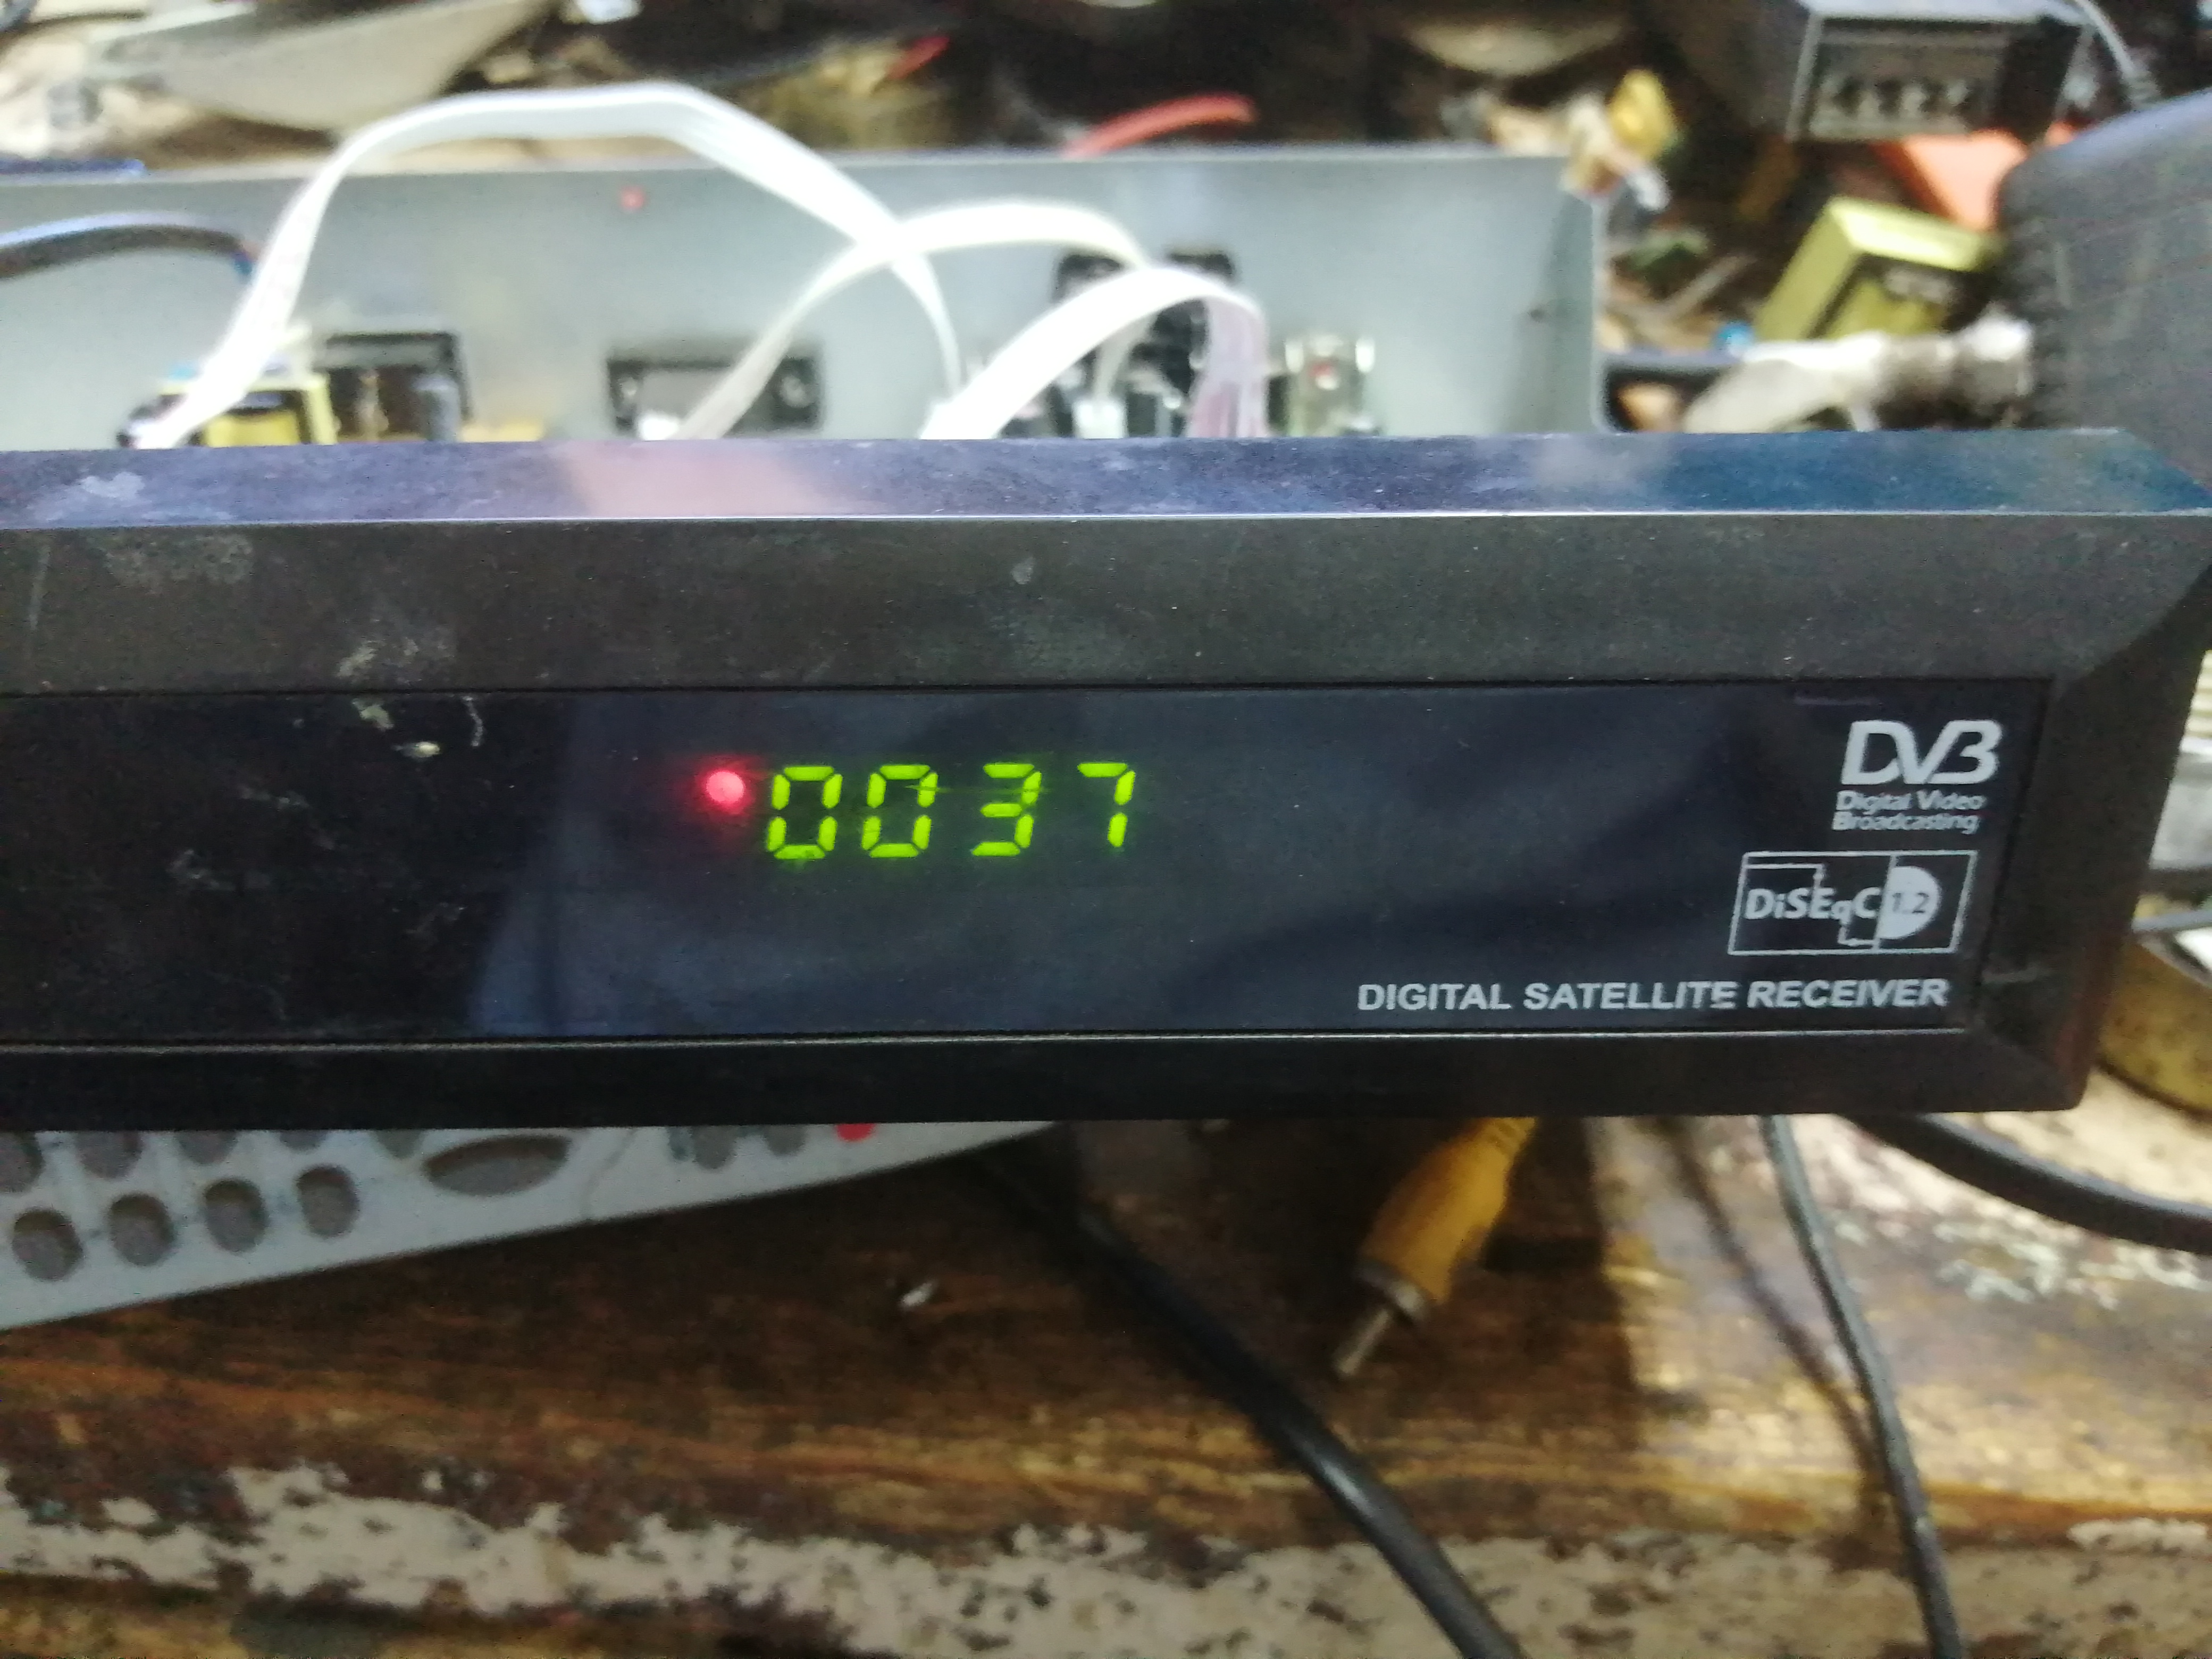 0037
DVB
Digital Video
Broadcasting
DiSEqC 1.2
DIGITAL SATELLITE RECEIVER